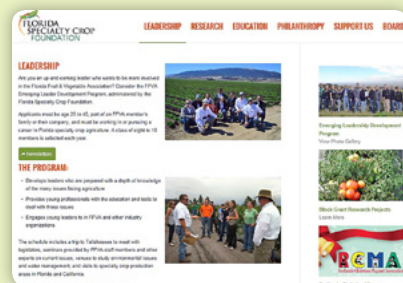 FLORIDA
SPECIALTY CROP
FOUNDATION
LEADERSHIP RESEARCH EDUCATION PHILANTHROPY SUPPORT US BOARD
LEADERSHIP
Are you an up and coming leader who wants to be more involved
in the Florida Fruit & Vegetable Association? Consider the FFVA
Emerging Leader Development Program, administered by the
Florida Specialty Crop Foundation.
Applicants must be age 25 to 40, part of an FFVA member's
family or their company, and must be working in or pursuing a
career in Florida specialty crop agriculture. A class of eight to 10
members is selected each year.
THE PROGRAM:
- Develops leaders who are prepared with a depth of knowledge
of the many issues facing agriculture
- Provides young professionals with the education and tools to
deal with those issues
- Engages young leaders to in FFVA and other industry
organizations
The schedule includes a trip to Tallahassee to meet with
legislators, seminars provided by FFVA staff members and other
experts on current issues, venues to study environmental issues
and water management, and visits to specialty crop production
areas in Florida and California.
Emerging Leadership Development
Program
View Photo Gallery
Block Grant Research Projects
Learn More
RCMA